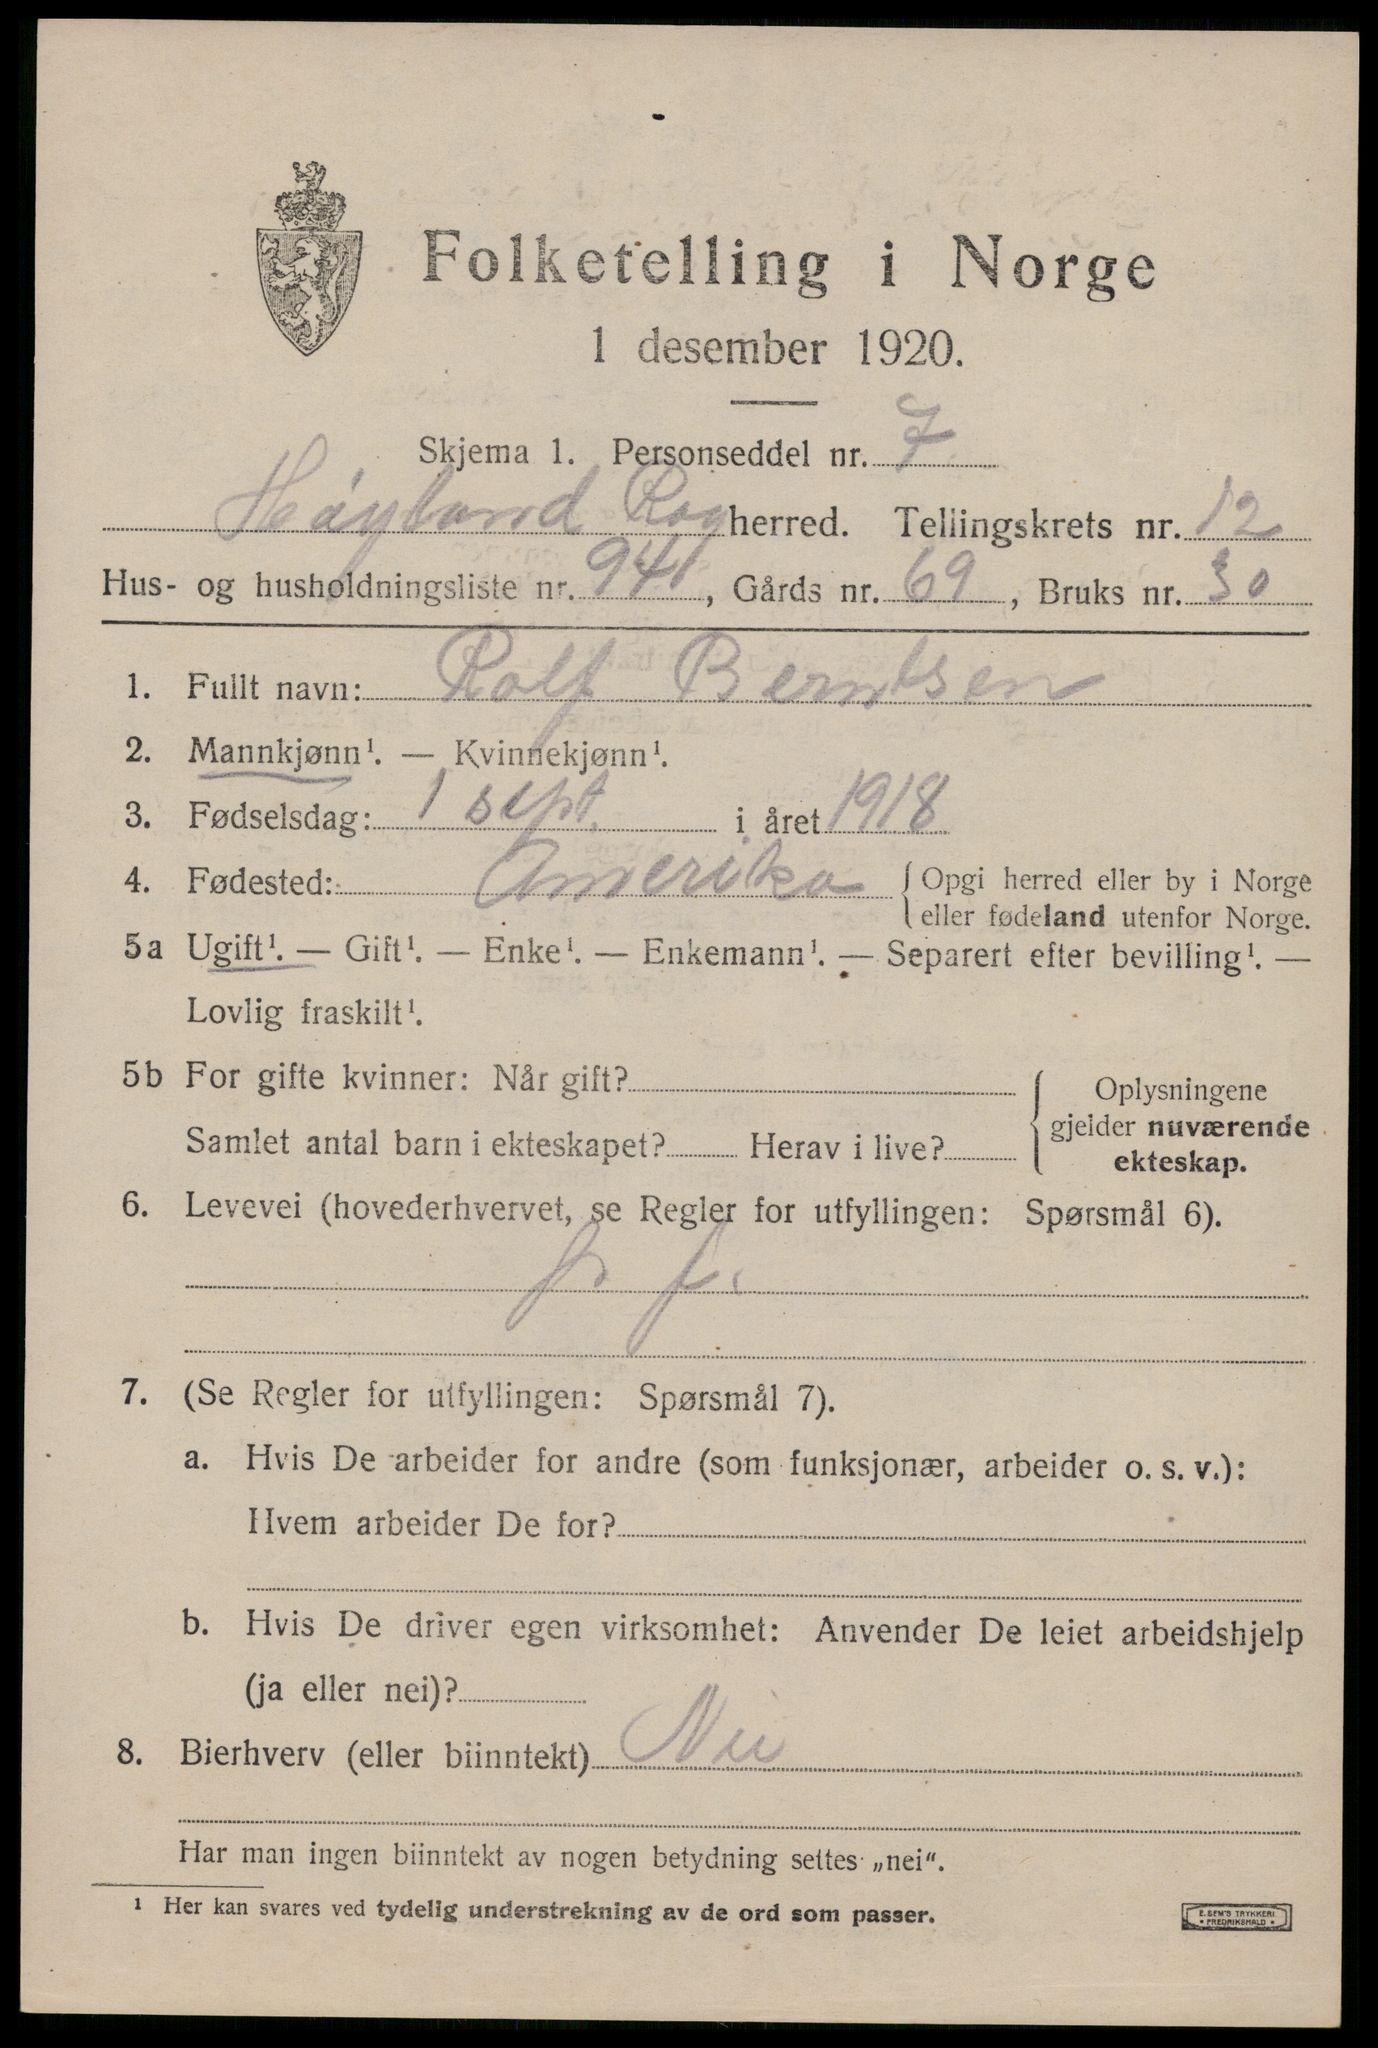 Folketelling i Norge
1 desember 1920.
Skjema 1. Personseddel nr. 7
Høyland Rog herred. Tellingskrets nr. 12
Hus- og husholdningsliste nr. 941, Gårds nr. 69, Bruks nr. 30
1. Fullt navn: Rolf Berntsen
2. Mannkjønn¹. — Kvinnekjønn¹.
3. Fødselsdag: 1 sept. i året 1918
4. Fødested: Amerika { Opgi herred eller by i Norge
eller fødeland utenfor Norge.
5a Ugift¹. — Gift¹. — Enke¹. — Enkemann¹. — Separert efter bevilling¹. —
Lovlig fraskilt¹.
5b For gifte kvinner: Når gift?
Samlet antal barn i ekteskapet? Herav i live?
Oplysningene
gjelder nuværende
ekteskap.
6. Levevei (hovederhvervet, se Regler for utfyllingen: Spørsmål 6).
7. (Se Regler for utfyllingen: Spørsmål 7).
a. Hvis De arbeider for andre (som funksjonær, arbeider o. s. v.):
Hvem arbeider De for?
b. Hvis De driver egen virksomhet: Anvender De leiet arbeidshjelp
(ja eller nei)?
8. Bierhverv (eller biinntekt) Nei
Har man ingen biinntekt av nogen betydning settes „nei“.
¹ Her kan svares ved tydelig understrekning av de ord som passer.
E. SEM'S TRYKKERI
• FREDRIKSHALD •